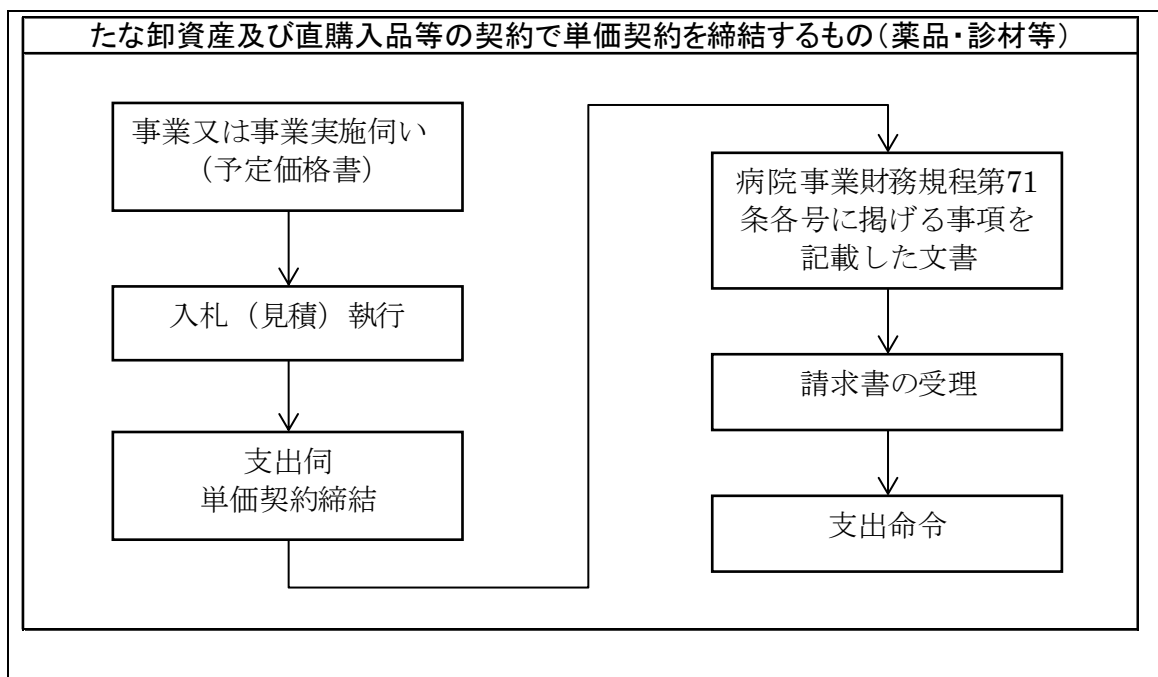 たな卸資産及び直購入品等の契約で単価契約を締結するもの（薬品・診材等）
事業又は事業実施伺い
（予定価格書）
入札（見積）執行
支出伺
単価契約締結
病院事業財務規程第71
条各号に掲げる事項を
記載した文書
請求書の受理
支出命令